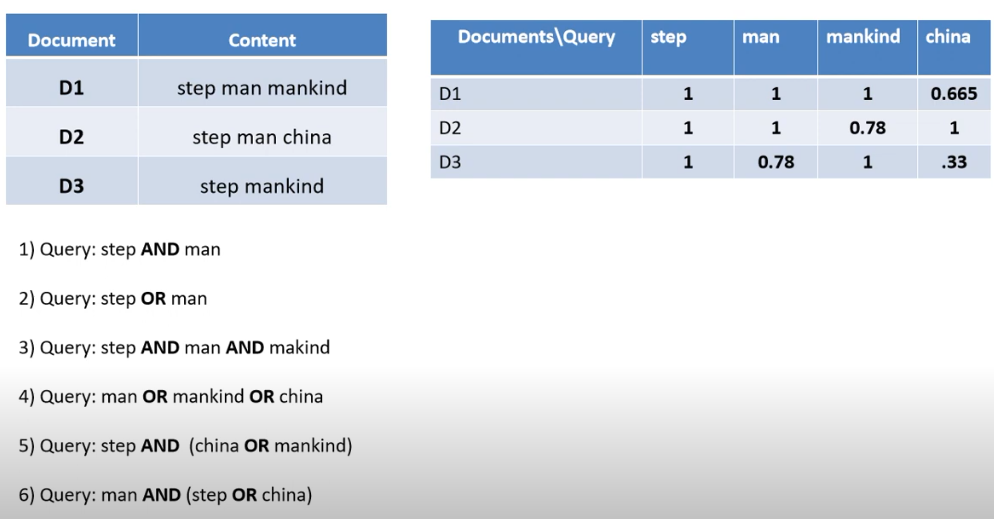 Document Content
D1 step man mankind
D2 step man china
D3 step mankind
Documents\Query step man mankind china
D1 1 1 1 0.665
D2 1 1 0.78 1
D3 1 0.78 1 .33
1) Query: step AND man
2) Query: step OR man
3) Query: step AND man AND makind
4) Query: man OR mankind OR china
5) Query: step AND (china OR mankind)
6) Query: man AND (step OR china)